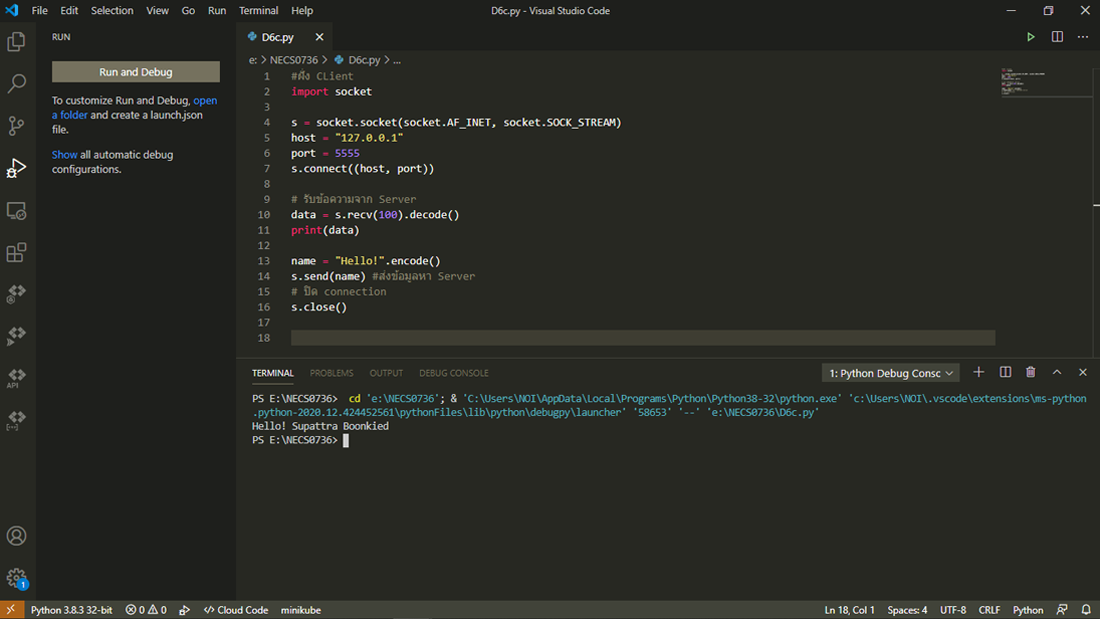 File Edit Selection View Go Run Terminal Help D6c.py - Visual Studio Code
RUN
Run and Debug
To customize Run and Debug, open
a folder and create a launch.json
file.
Show all automatic debug
configurations.
D6c.py
e: > NECS0736 > D6c.py > ...
1 #ฝั่ง CLient
2 import socket
3
4 s = socket.socket(socket.AF_INET, socket.SOCK_STREAM)
5 host = "127.0.0.1"
6 port = 5555
7 s.connect((host, port))
8
9 # รับข้อความจาก Server
10 data = s.recv(100).decode()
11 print(data)
12
13 name = "Hello!".encode()
14 s.send(name) #ส่งข้อมูลหา Server
15 # ปิด connection
16 s.close()
17
18
TERMINAL PROBLEMS OUTPUT DEBUG CONSOLE 1: Python Debug Consc
PS E:\NECS0736> cd 'e:\NECS0736'; & 'C:\Users\NOI\AppData\Local\Programs\Python\Python38-32\python.exe' 'c:\Users\NOI\.vscode\extensions\ms-python
.python-2020.12.424452561\pythonFiles\lib\python\debugpy\launcher' '58653' '--' 'e:\NECS0736\D6c.py'
Hello! Supattra Boonkied
PS E:\NECS0736>
API
1
Python 3.8.3 32-bit 0 0 Cloud Code minikube Ln 18, Col 1 Spaces: 4 UTF-8 CRLF Python